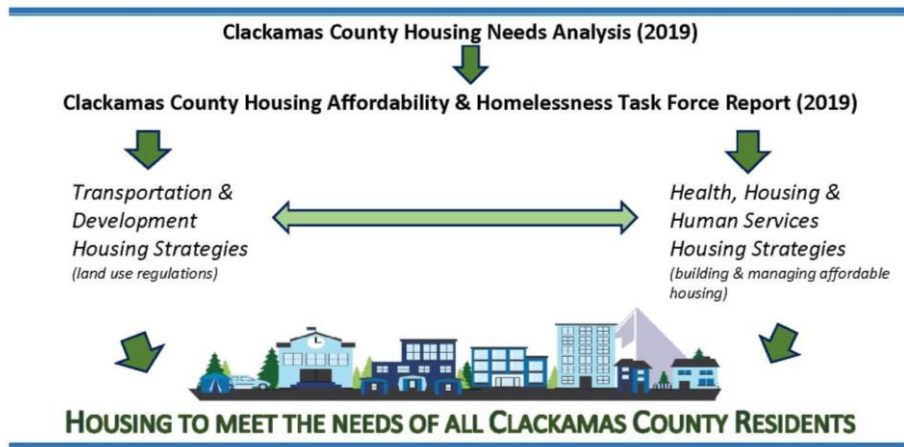 Clackamas County Housing Needs Analysis (2019)
Clackamas County Housing Affordability & Homelessness Task Force Report (2019)
Transportation &
Development
Housing Strategies
(land use regulations)
Health, Housing &
Human Services
Housing Strategies
(building & managing affordable
housing)
HOUSING TO MEET THE NEEDS OF ALL CLACKAMAS COUNTY RESIDENTS